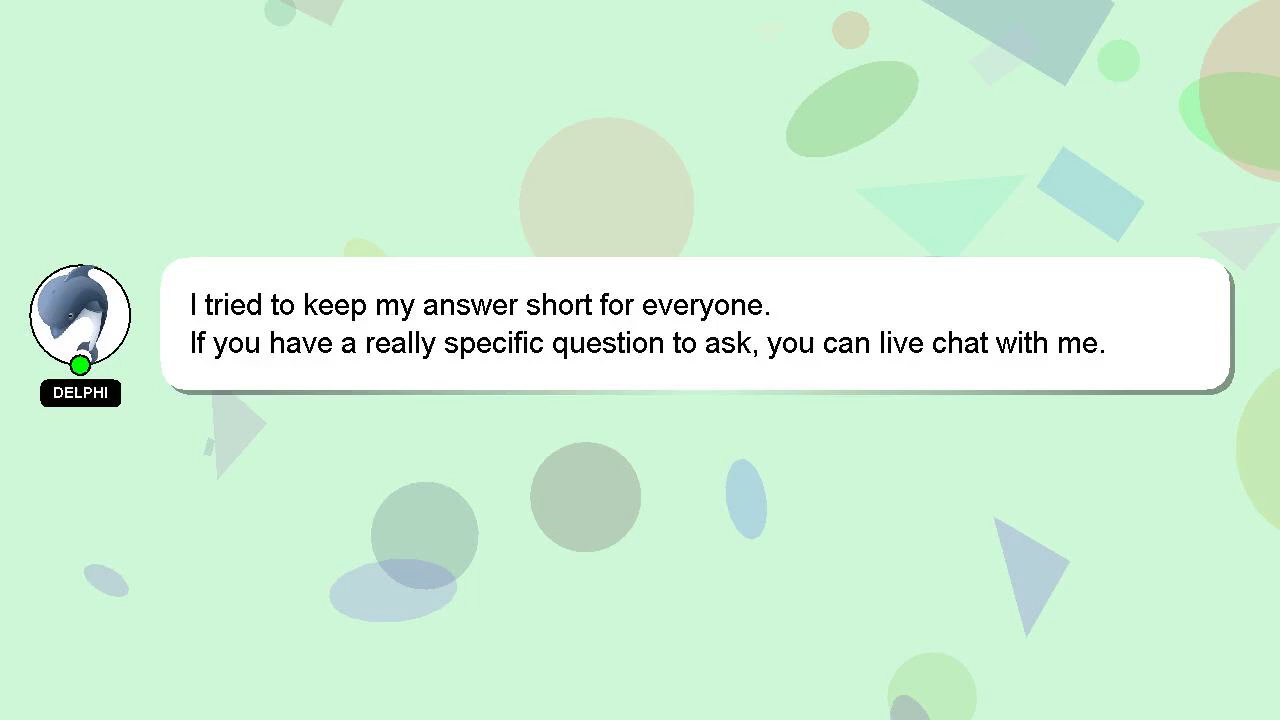 I tried to keep my answer short for everyone.
If you have a really specific question to ask, you can live chat with me.
DELPHI